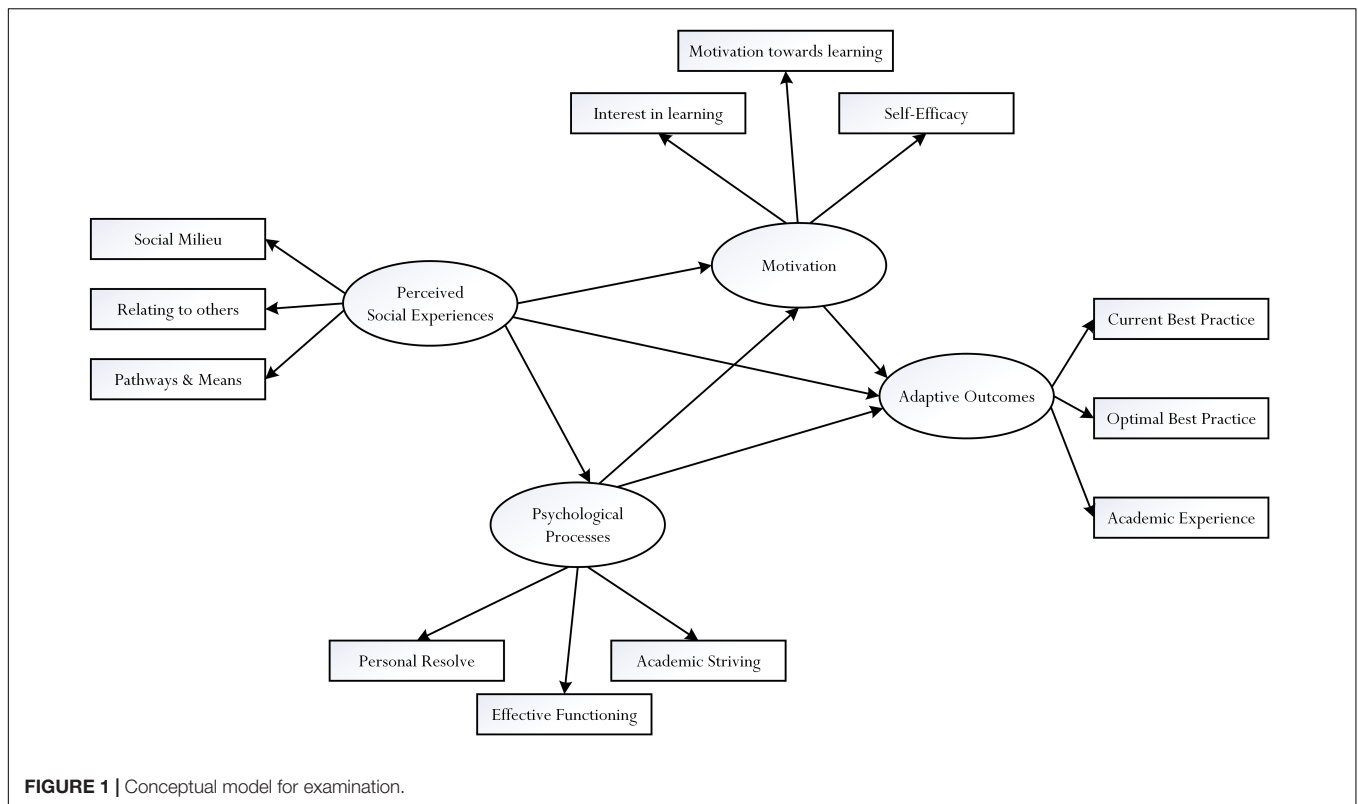 Motivation towards learning
Interest in learning
Self-Efficacy
Social Milieu
Relating to others
Pathways & Means
Perceived
Social Experiences
Motivation
Current Best Practice
Adaptive Outcomes
Optimal Best Practice
Academic Experience
Psychological
Processes
Personal Resolve
Academic Striving
Effective Functioning
FIGURE 1 | Conceptual model for examination.